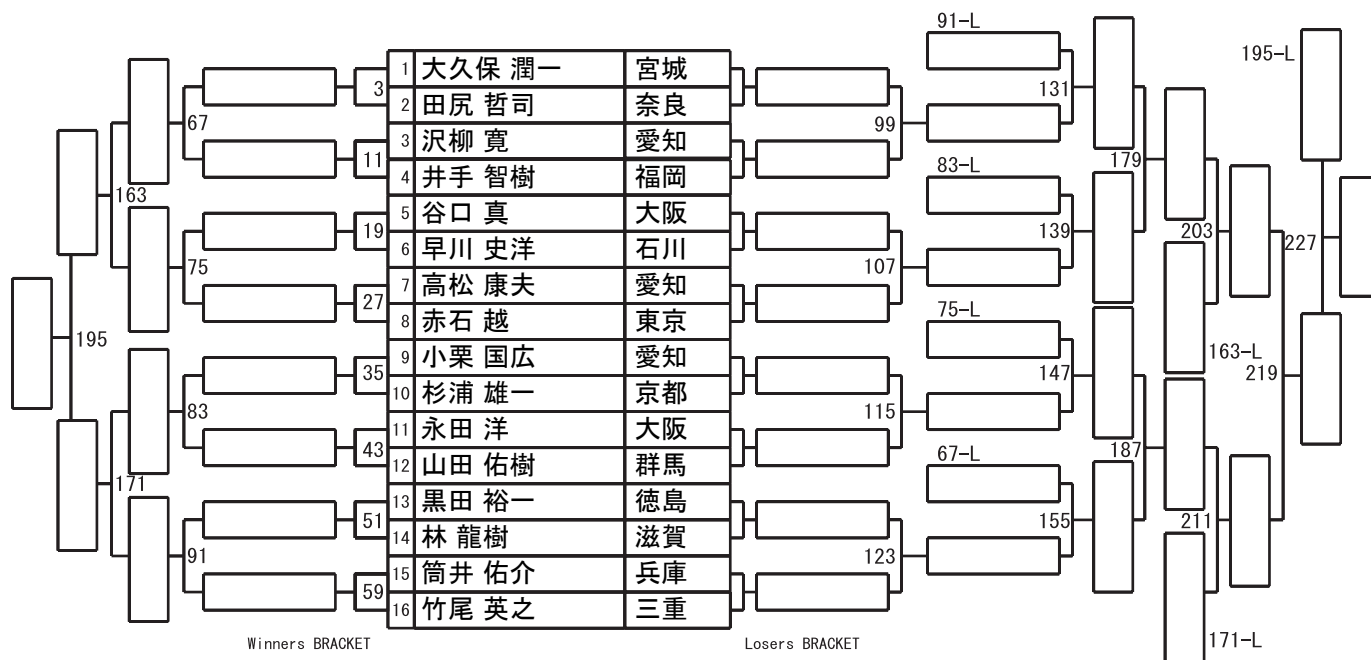 91-L
195-L
1 大久保 潤一 宮城
3
131
2 田尻 哲司 奈良
67
99
3 沢柳 寛 愛知
11
179
4 井手 智樹 福岡
83-L
163
5 谷口 真 大阪
19
139
203
227
6 早川 史洋 石川
75
107
7 高松 康夫 愛知
27
8 赤石 越 東京
75-L
195
163-L
9 小栗 国広 愛知
35
147
219
10 杉浦 雄一 京都
83
115
11 永田 洋 大阪
43
187
12 山田 佑樹 群馬
67-L
171
13 黒田 裕一 徳島
51
155
211
14 林 龍樹 滋賀
91
123
15 筒井 佑介 兵庫
59
16 竹尾 英之 三重
Winners BRACKET
Losers BRACKET
171-L